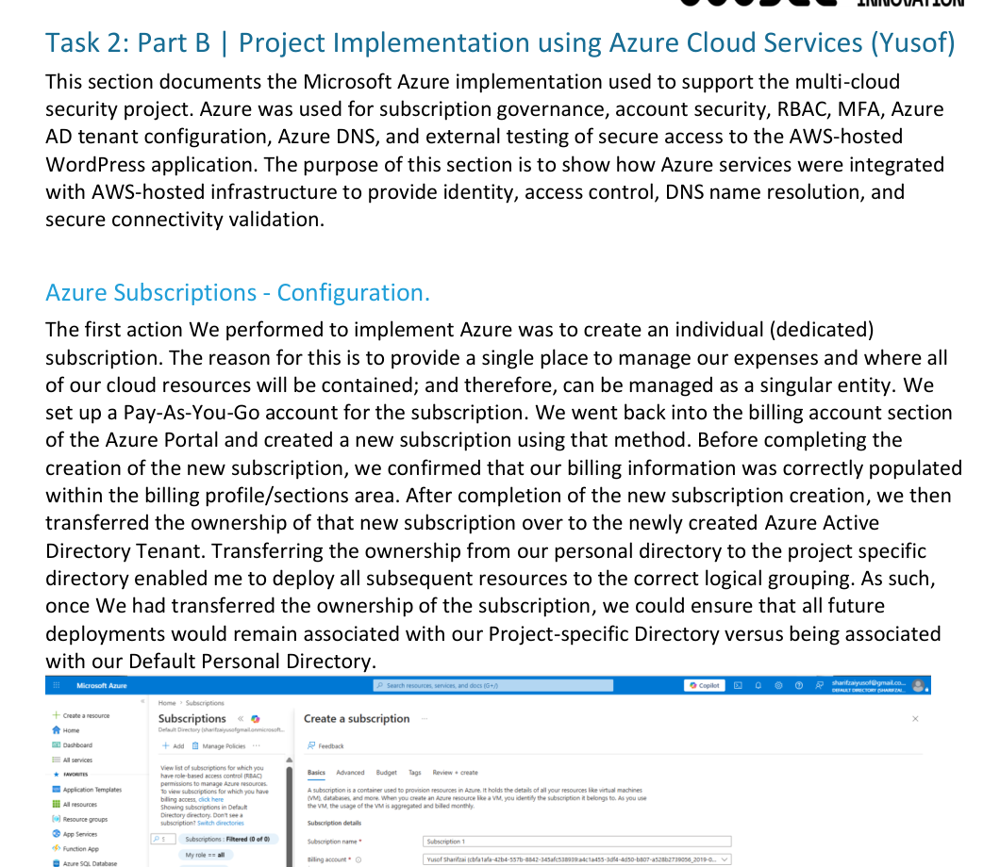 INNOVATION
Task 2: Part B | Project Implementation using Azure Cloud Services (Yusof)
This section documents the Microsoft Azure implementation used to support the multi-cloud
security project. Azure was used for subscription governance, account security, RBAC, MFA, Azure
AD tenant configuration, Azure DNS, and external testing of secure access to the AWS-hosted
WordPress application. The purpose of this section is to show how Azure services were integrated
with AWS-hosted infrastructure to provide identity, access control, DNS name resolution, and
secure connectivity validation.
Azure Subscriptions - Configuration.
The first action We performed to implement Azure was to create an individual (dedicated)
subscription. The reason for this is to provide a single place to manage our expenses and where all
of our cloud resources will be contained; and therefore, can be managed as a singular entity. We
set up a Pay-As-You-Go account for the subscription. We went back into the billing account section
of the Azure Portal and created a new subscription using that method. Before completing the
creation of the new subscription, we confirmed that our billing information was correctly populated
within the billing profile/sections area. After completion of the new subscription creation, we then
transferred the ownership of that new subscription over to the newly created Azure Active
Directory Tenant. Transferring the ownership from our personal directory to the project specific
directory enabled me to deploy all subsequent resources to the correct logical grouping. As such,
once We had transferred the ownership of the subscription, we could ensure that all future
deployments would remain associated with our Project-specific Directory versus being associated
with our Default Personal Directory.
Microsoft Azure
Search resources, services, and docs (G+/)
Copilot
sharifzaiyusof@gmail.co...
DEFAULT DIRECTORY (SHARIFZAI...
Create a resource
Home
Dashboard
All services
FAVORITES
Application Templates
All resources
Resource groups
App Services
Function App
Azure SQL Database
Home > Subscriptions
Subscriptions
Default Directory (sharifzaiyusofgmail.onmicrosoft...
+ Add Manage Policies ...
View list of subscriptions for which you
have role-based access control (RBAC)
permissions to manage Azure resources.
To view subscriptions for which you have
billing access, click here
Showing subscriptions in Default
Directory directory. Don't see a
subscription? Switch directories
Subscriptions : Filtered (0 of 0)
My role == all
Create a subscription ...
Feedback
Basics Advanced Budget Tags Review + create
A subscription is a container used to provision resources in Azure. It holds the details of all your resources like virtual machines
(VM), databases, and more. When you create an Azure resource like a VM, you identify the subscription it belongs to. As you use
the VM, the usage of the VM is aggregated and billed monthly.
Subscription details
Subscription name *
Subscription 1
Billing account *
Yusof Sharifzai